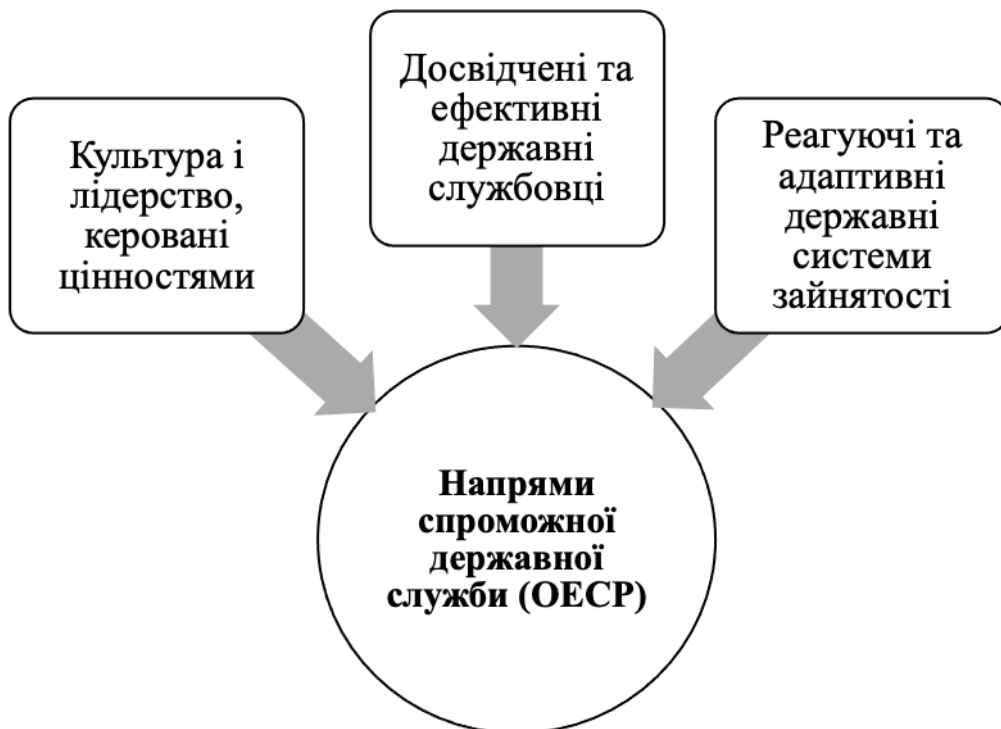 Культура і
лідерство,
керовані
цінностями
Досвідчені та
ефективні
державні
службовці
Реагуючі та
адаптивні
державні
системи
зайнятості
Напрями
спроможної
державної
служби (ОЕСР)